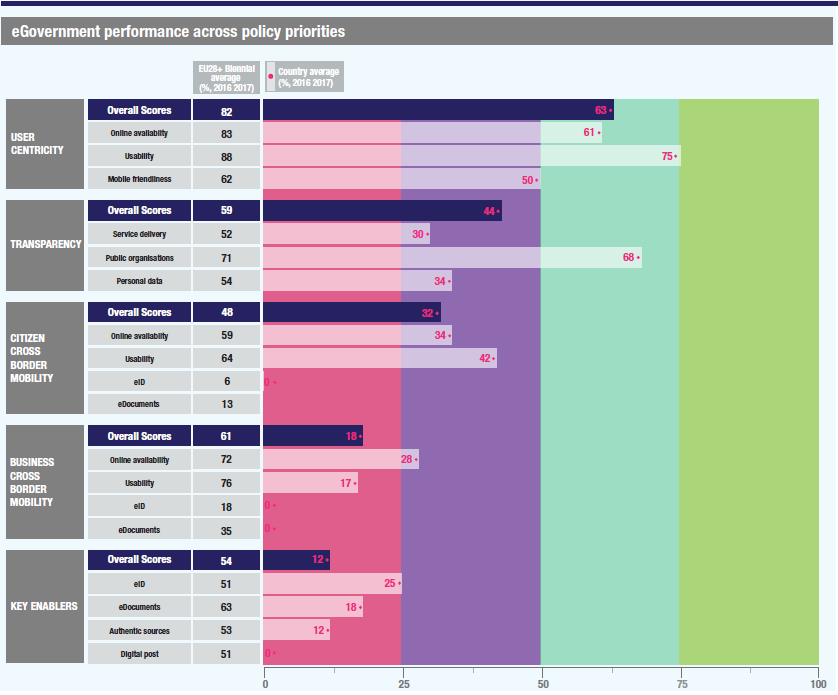 eGovernment performance across policy priorities
EU28+ Biennial
average
(%, 2016 2017)
Country average
(%, 2016 2017)
USER
CENTRICITY
Overall Scores 82 63
Online availablity 83 61
Usability 88 75
Mobile friendliness 62 50
TRANSPARENCY
Overall Scores 59 44
Service delivery 52 30
Public organisations 71 68
Personal data 54 34
CITIZEN
CROSS
BORDER
MOBILITY
Overall Scores 48 32
Online availablity 59 34
Usability 64 42
eID 6 0
eDocuments 13
BUSINESS
CROSS
BORDER
MOBILITY
Overall Scores 61 18
Online availability 72 28
Usability 76 17
eID 18 0
eDocuments 35 0
KEY ENABLERS
Overall Scores 54 12
eID 51 25
eDocuments 63 18
Authentic sources 53 12
Digital post 51 0
0 25 50 75 100